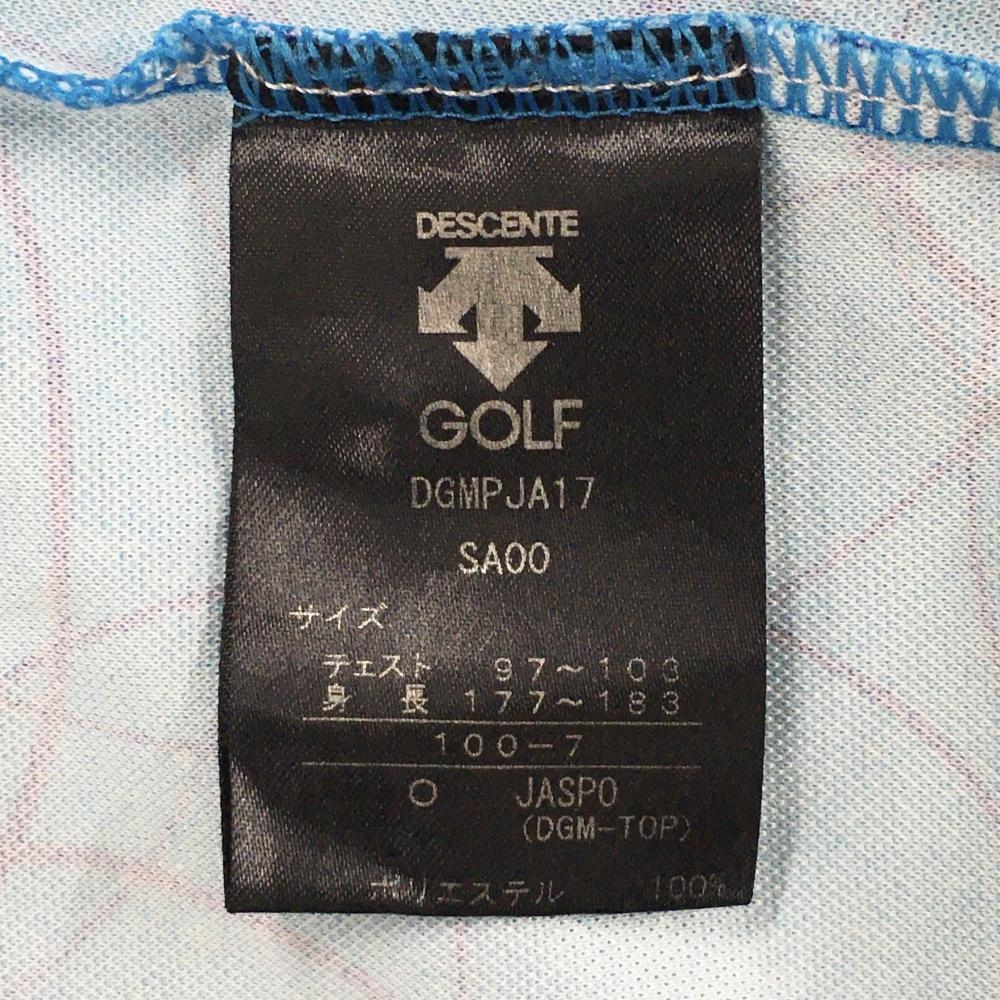 DESCENTE
GOLF
DGMPJA17
SA00
サイズ
チェスト 97〜103
身長 177〜183
100-7
○ JASPO
(DGM-TOP)
ポリエステル 100%